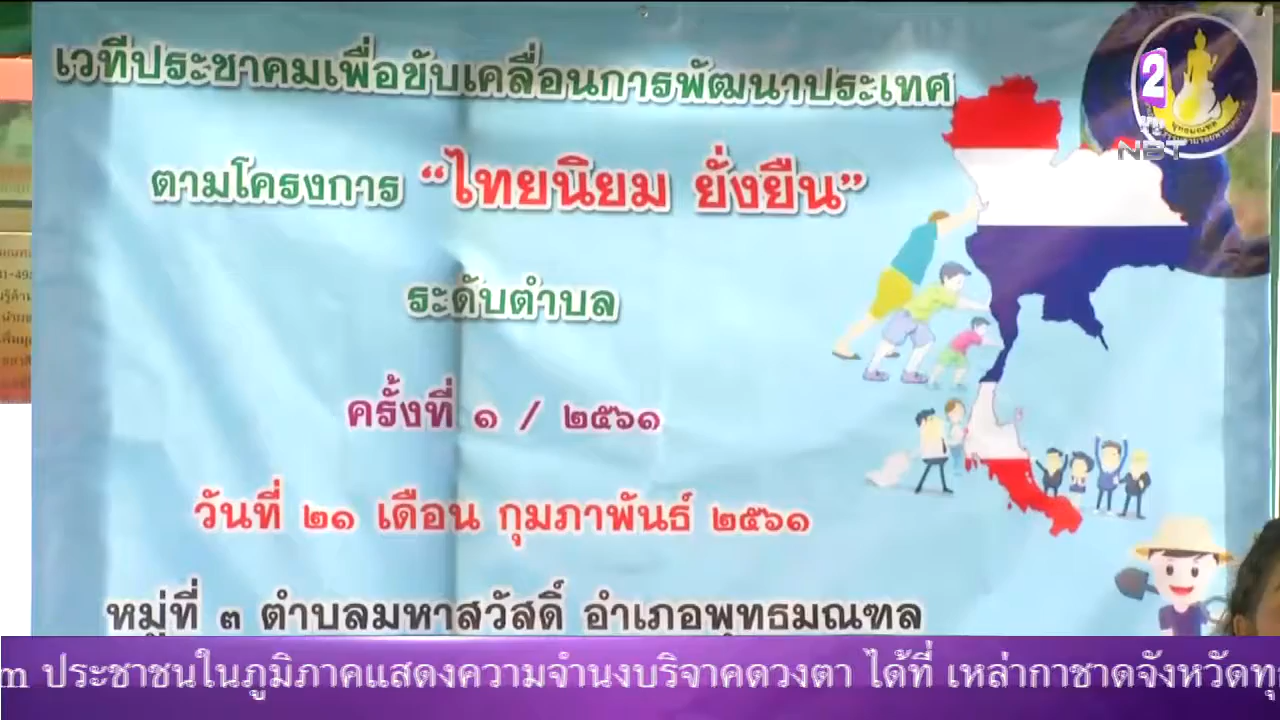 เวทีประชาคมเพื่อขับเคลื่อนการพัฒนาประเทศ
ตามโครงการ “ไทยนิยม ยั่งยืน”
ระดับตำบล
ครั้งที่ ๑ / ๒๕๖๑
วันที่ ๒๑ เดือน กุมภาพันธ์ ๒๕๖๑
หมู่ที่ ๓ ตำบลมหาสวัสดิ์ อำเภอพุทธมณฑล
2
NBT
พุทธมณฑล
๓ ประชาชนในภูมิภาคแสดงความจำนงบริจาคดวงตา ได้ที่ เหล่ากาชาดจังหวัดทุ